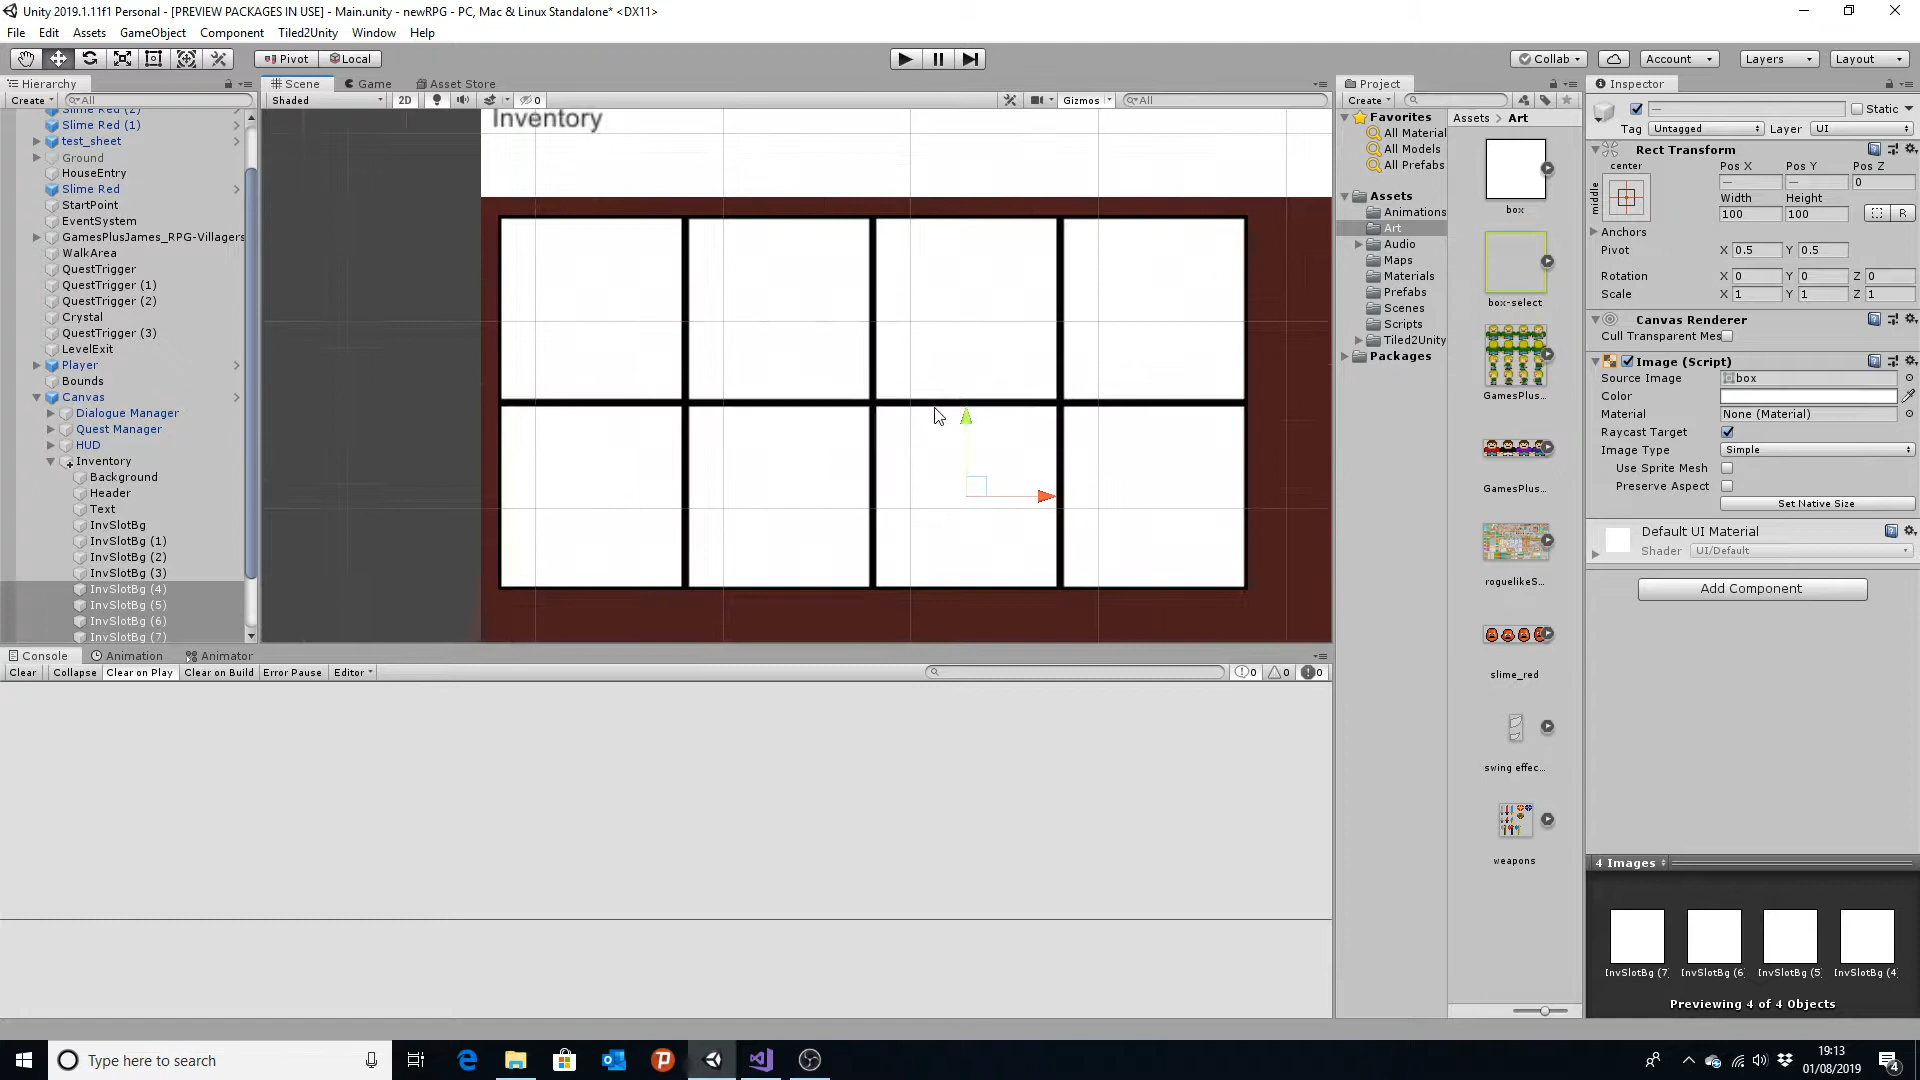 Unity 2019.1.11f1 Personal - [PREVIEW PACKAGES IN USE] - Main.unity - newRPG - PC, Mac & Linux Standalone* <DX11>
File Edit Assets GameObject Component Tiled2Unity Window Help
Pivot Local Collab Account Layers Layout
Hierarchy Scene Game Asset Store Project Inspector
Create All Shaded 2D 0 Gizmos All Create
Slime Red (2)
Slime Red (1)
test_sheet
Ground
HouseEntry
Slime Red
StartPoint
EventSystem
GamesPlusJames_RPG-Villagers
WalkArea
QuestTrigger
QuestTrigger (1)
QuestTrigger (2)
Crystal
QuestTrigger (3)
LevelExit
Player
Bounds
Canvas
Dialogue Manager
Quest Manager
HUD
Inventory
Background
Header
Text
InvSlotBg
InvSlotBg (1)
InvSlotBg (2)
InvSlotBg (3)
InvSlotBg (4)
InvSlotBg (5)
InvSlotBg (6)
InvSlotBg (7)
Inventory
Favorites
All Material
All Models
All Prefabs
Assets
Animations
Art
Audio
Maps
Materials
Prefabs
Scenes
Scripts
Tiled2Unity
Packages
Assets Art
box
box-select
GamesPlus...
GamesPlus...
roguelikeS...
slime_red
swing effec...
weapons
— Static
Tag Untagged Layer UI
Rect Transform
center Pos X Pos Y Pos Z
middle — — 0
Width Height
100 100 R
Anchors
Pivot X 0.5 Y 0.5
Rotation X 0 Y 0 Z 0
Scale X 1 Y 1 Z 1
Canvas Renderer
Cull Transparent Mes
Image (Script)
Source Image box
Color
Material None (Material)
Raycast Target
Image Type Simple
Use Sprite Mesh
Preserve Aspect
Set Native Size
Default UI Material
Shader UI/Default
Add Component
4 Images
InvSlotBg (7) InvSlotBg (6) InvSlotBg (5) InvSlotBg (4)
Previewing 4 of 4 Objects
Console Animation Animator
Clear Collapse Clear on Play Clear on Build Error Pause Editor 0 0 0
Type here to search
19:13
01/08/2019
4